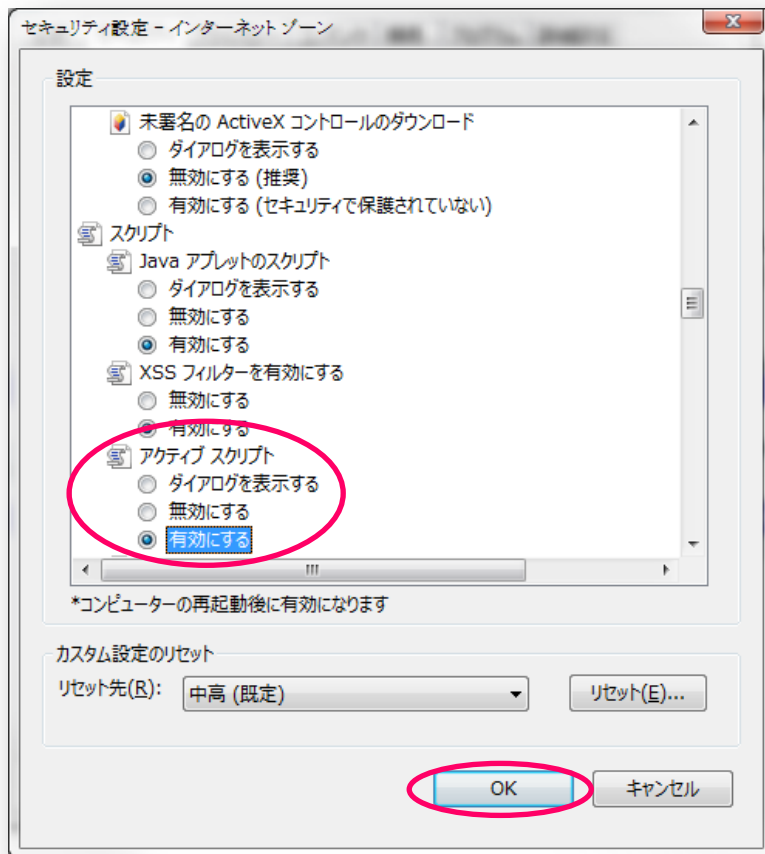 セキュリティ設定 - インターネット ゾーン
設定
未署名の ActiveX コントロールのダウンロード
ダイアログを表示する
無効にする (推奨)
有効にする (セキュリティで保護されていない)
スクリプト
Java アプレットのスクリプト
ダイアログを表示する
無効にする
有効にする
XSS フィルターを有効にする
無効にする
有効にする
アクティブ スクリプト
ダイアログを表示する
無効にする
有効にする
*コンピューターの再起動後に有効になります
カスタム設定のリセット
リセット先(R): 中高 (既定) リセット(E)...
OK キャンセル